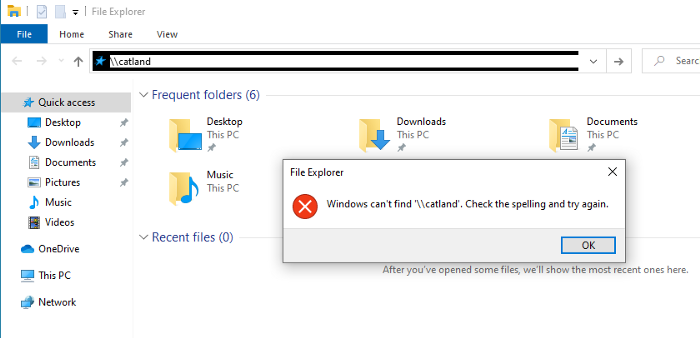 File Explorer
File Home Share View
\\catland
Sear
Quick access
Desktop
Downloads
Documents
Pictures
Music
Videos
OneDrive
This PC
Network
Frequent folders (6)
Desktop
This PC
Downloads
This PC
Documents
This PC
Music
This PC
Recent files (0)
After you've opened some files, we'll show the most recent ones here.
File Explorer
Windows can't find '\\catland'. Check the spelling and try again.
OK